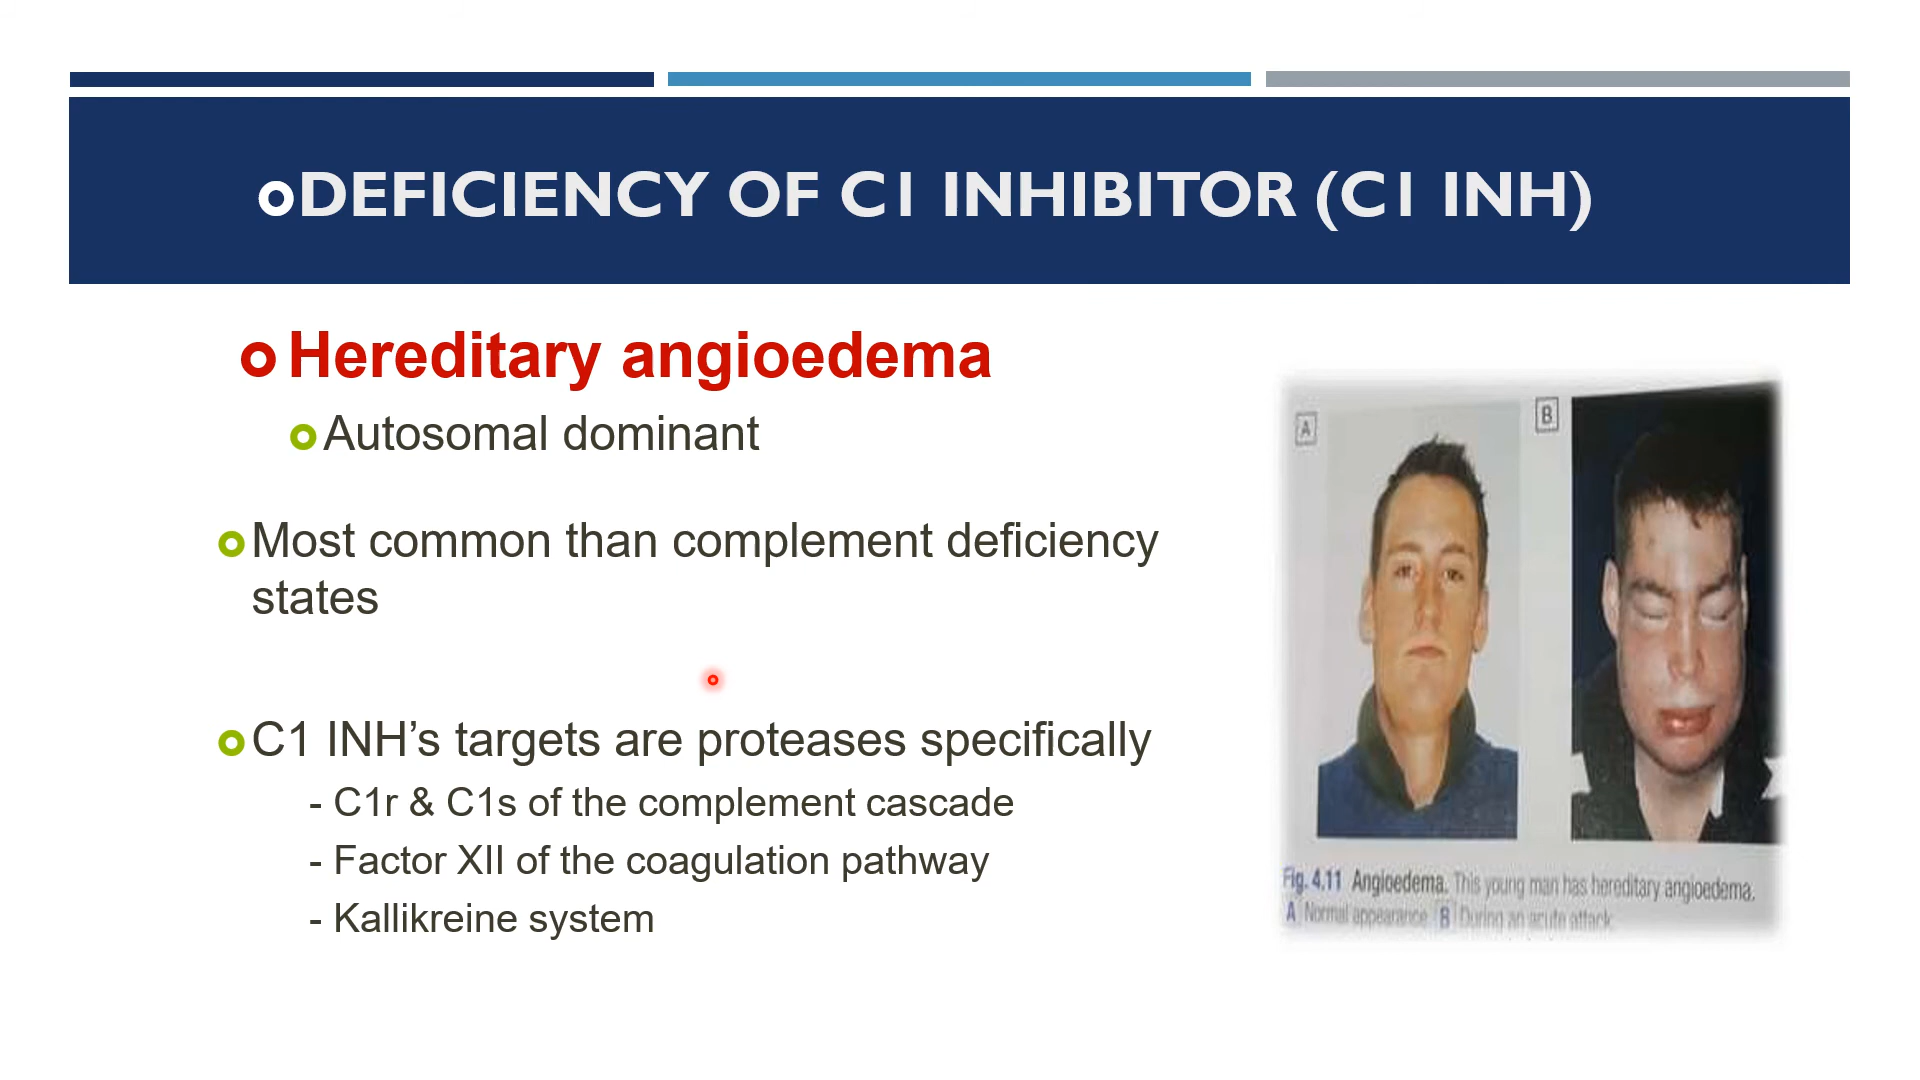 DEFICIENCY OF C1 INHIBITOR (C1 INH)
Hereditary angioedema
Autosomal dominant
Most common than complement deficiency
states
C1 INH’s targets are proteases specifically
- C1r & C1s of the complement cascade
- Factor XII of the coagulation pathway
- Kallikreine system
A
B
Fig. 4.11 Angioedema. This young man has hereditary angioedema.
A Normal appearance. B During an acute attack.